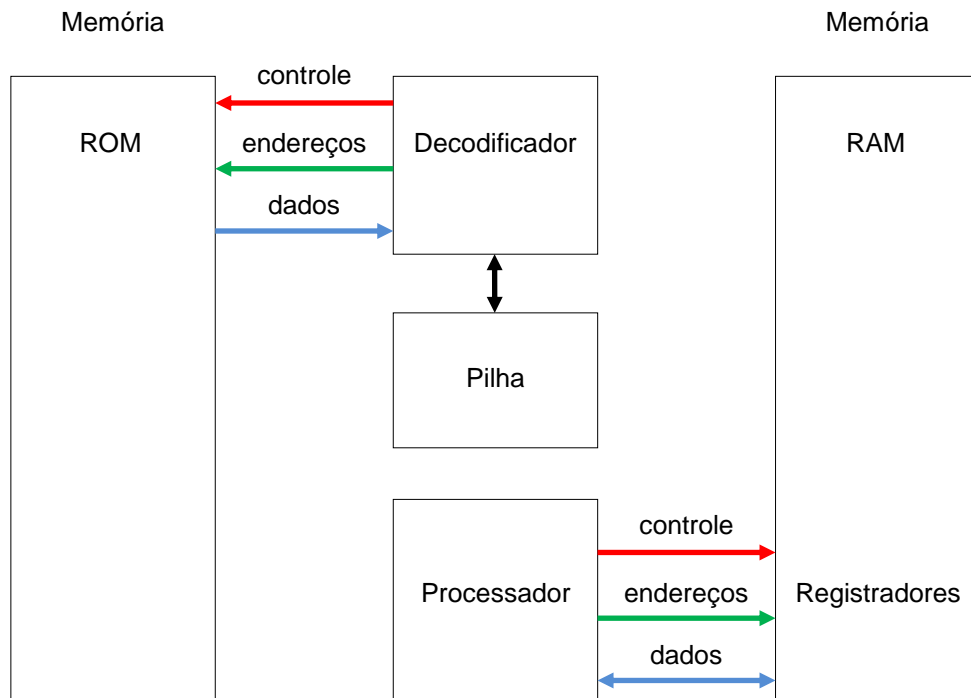 Memória
Memória
controle
ROM
endereços
Decodificador
RAM
dados
Pilha
controle
Processador
endereços
Registradores
dados